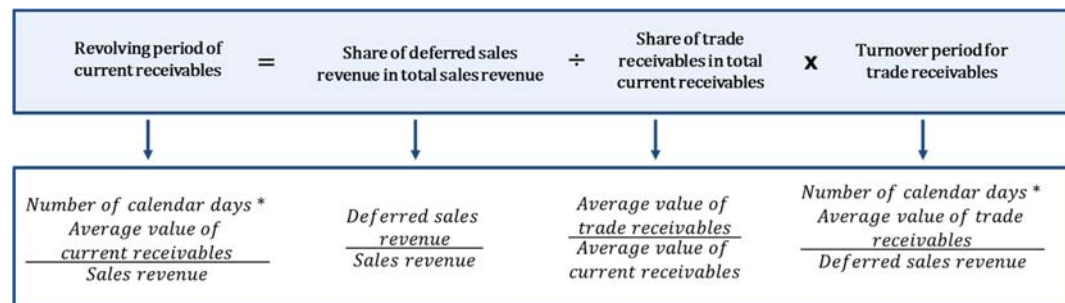 Revolving period of
current receivables
=
Share of deferred sales
revenue in total sales revenue
÷
Share of trade
receivables in total
current receivables
x
Turnover period for
trade receivables
Number of calendar days *
Average value of
current receivables
Sales revenue
Deferred sales
revenue
Sales revenue
Average value of
trade receivables
Average value of
current receivables
Number of calendar days *
Average value of trade
receivables
Deferred sales revenue